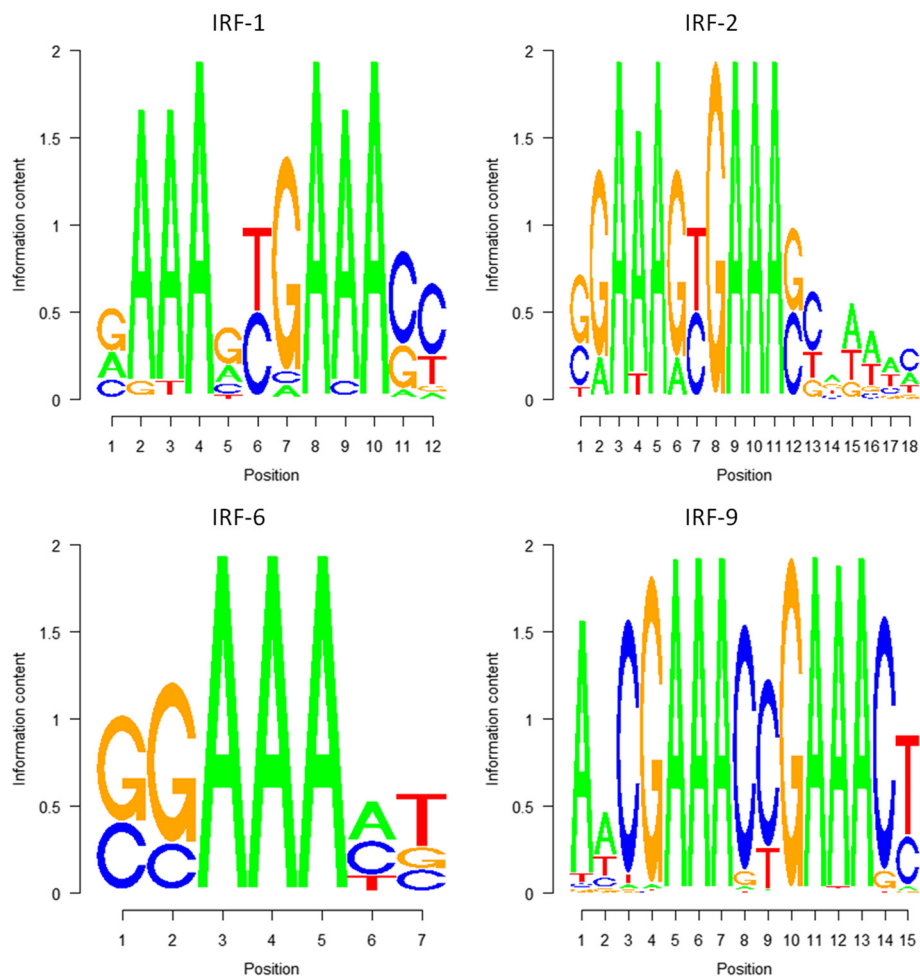 IRF-1
IRF-2
2
1.5
1
0.5
0
Information content
1 2 3 4 5 6 7 8 9 10 11 12
Position
2
1.5
1
0.5
0
Information content
1 2 3 4 5 6 7 8 9 10 11 12 13 14 15 16 17 18
Position
IRF-6
IRF-9
2
1.5
1
0.5
0
Information content
1 2 3 4 5 6 7
Position
2
1.5
1
0.5
0
Information content
1 2 3 4 5 6 7 8 9 10 11 12 13 14 15
Position